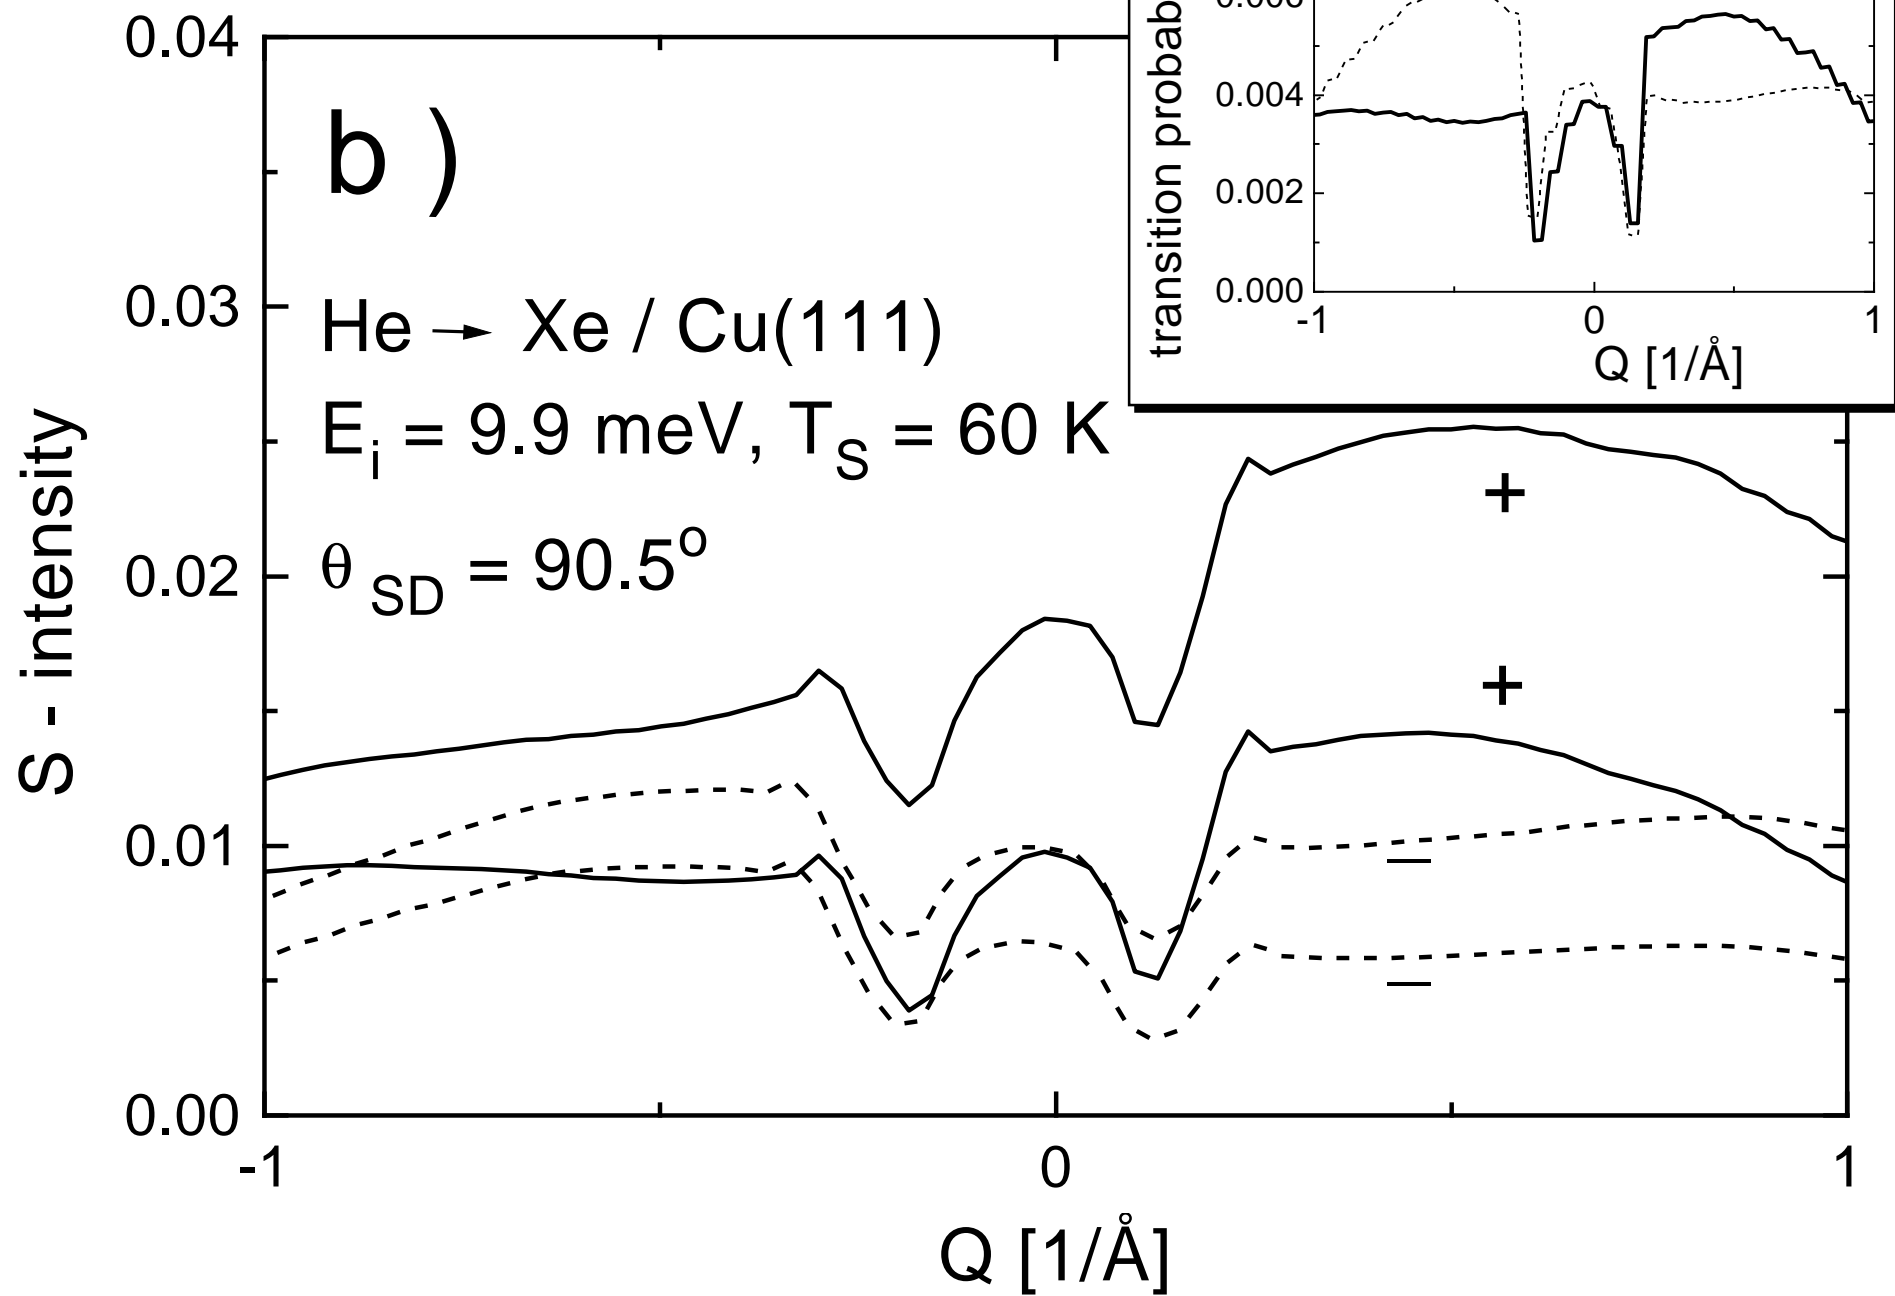 0.04
0.03
0.02
0.01
0.00
S - intensity
b )
He → Xe / Cu(111)
E_i = 9.9 meV, T_S = 60 K
θ_SD = 90.5°
+
+
—
—
-1 0 1
Q [1/Å]
0.004
0.002
0.000
transition
-1 0 1
Q [1/Å]